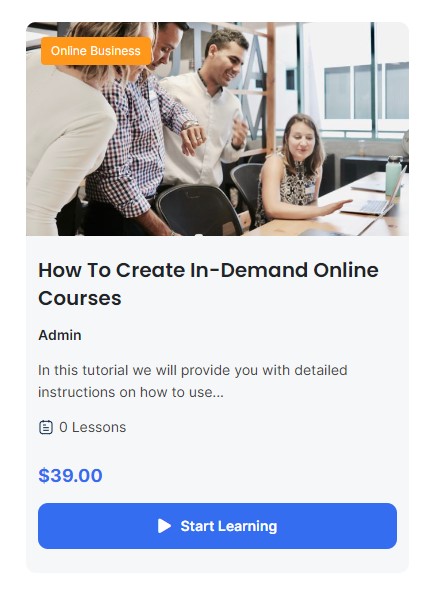 Online Business
How To Create In-Demand Online
Courses
Admin
In this tutorial we will provide you with detailed
instructions on how to use...
0 Lessons
$39.00
Start Learning